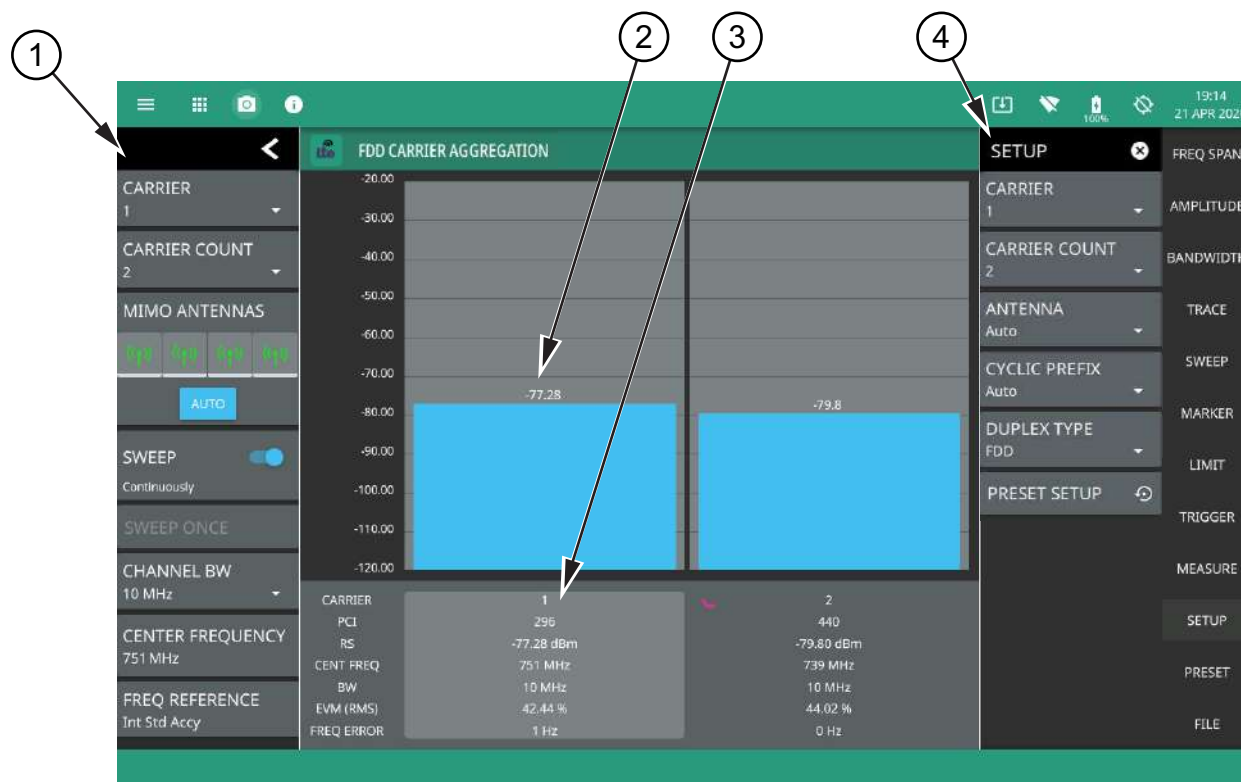 1
2
3
4
100%
19:14
21 APR 202
CARRIER
1
CARRIER COUNT
2
MIMO ANTENNAS
AUTO
SWEEP
Continuously
SWEEP ONCE
CHANNEL BW
10 MHz
CENTER FREQUENCY
751 MHz
FREQ REFERENCE
Int Std Accy
lte FDD CARRIER AGGREGATION
-20.00
-30.00
-40.00
-50.00
-60.00
-70.00
-80.00
-90.00
-100.00
-110.00
-120.00
-77.28
-79.8
CARRIER 1 2
PCI 296 440
RS -77.28 dBm -79.80 dBm
CENT FREQ 751 MHz 739 MHz
BW 10 MHz 10 MHz
EVM (RMS) 42.44 % 44.02 %
FREQ ERROR 1 Hz 0 Hz
SETUP
CARRIER
1
CARRIER COUNT
2
ANTENNA
Auto
CYCLIC PREFIX
Auto
DUPLEX TYPE
FDD
PRESET SETUP
FREQ SPAN
AMPLITUDE
BANDWIDTH
TRACE
SWEEP
MARKER
LIMIT
TRIGGER
MEASURE
SETUP
PRESET
FILE